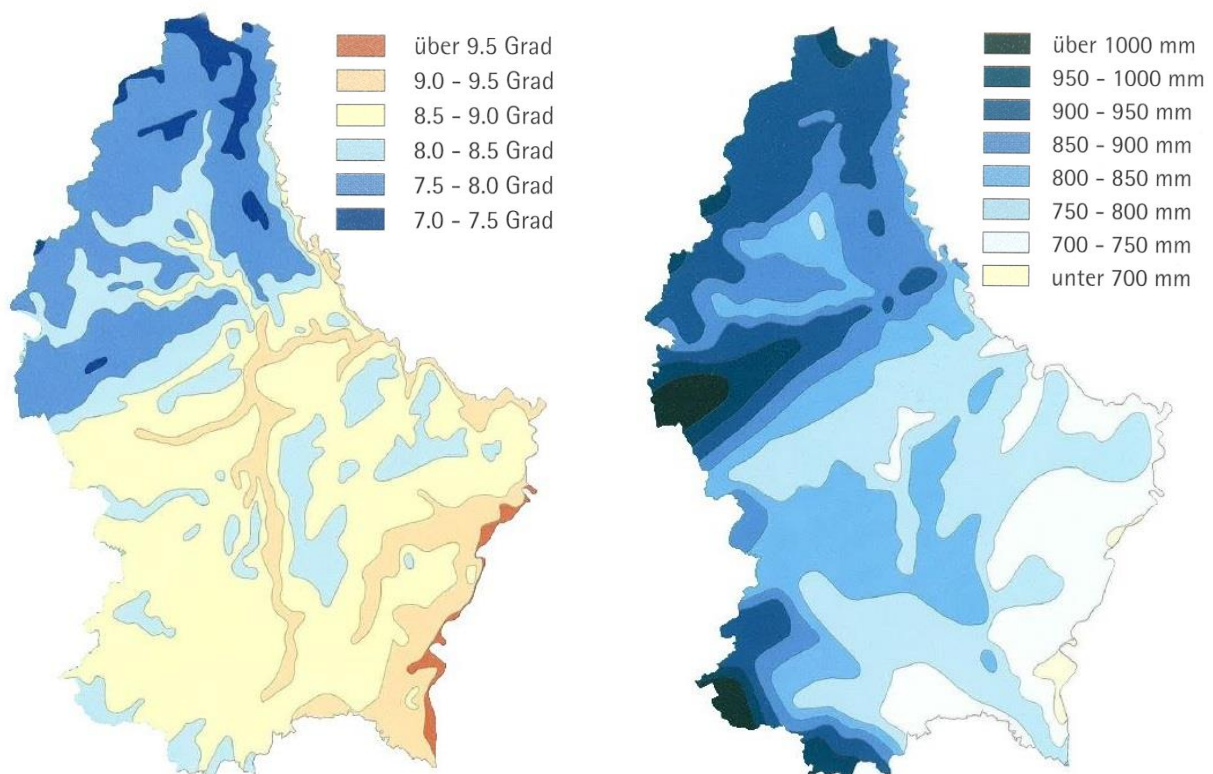 über 9.5 Grad
9.0 - 9.5 Grad
8.5 - 9.0 Grad
8.0 - 8.5 Grad
7.5 - 8.0 Grad
7.0 - 7.5 Grad
über 1000 mm
950 - 1000 mm
900 - 950 mm
850 - 900 mm
800 - 850 mm
750 - 800 mm
700 - 750 mm
unter 700 mm